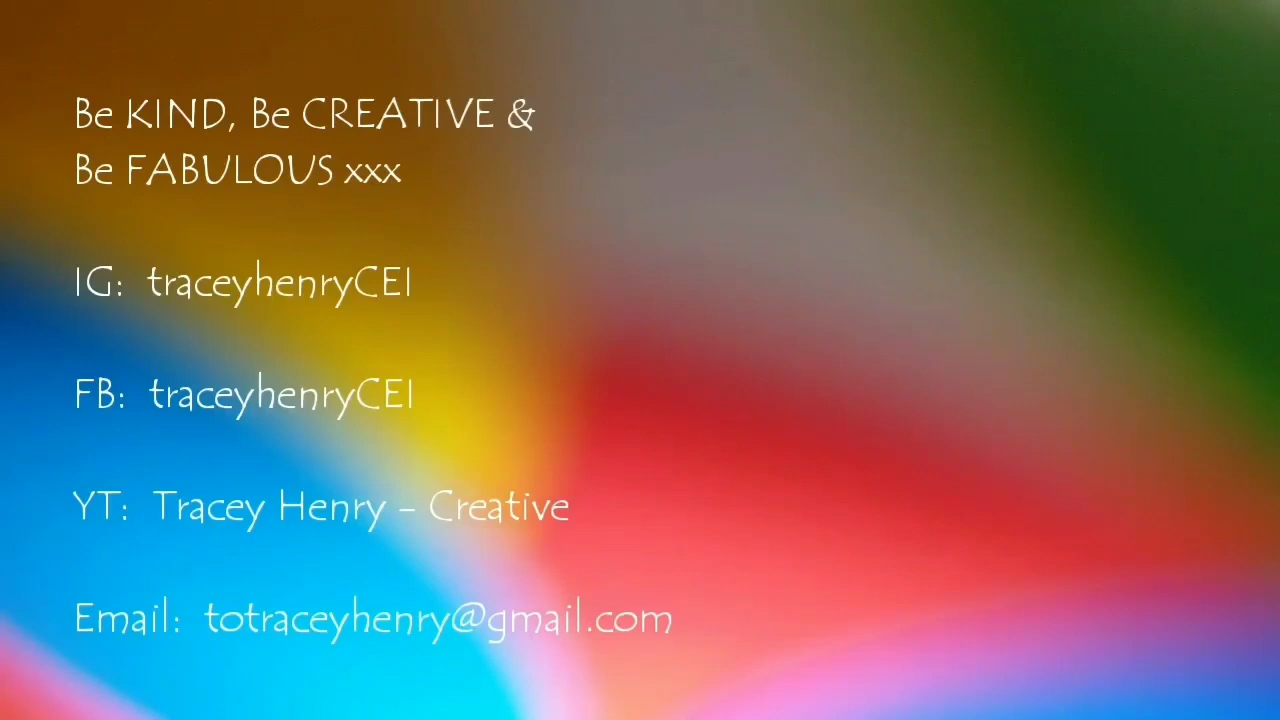 Be KIND, Be CREATIVE &
Be FABULOUS xxx
IG: traceyhenryCEI
FB: traceyhenryCEI
YT: Tracey Henry - Creative
Email: totraceyhenry@gmail.com